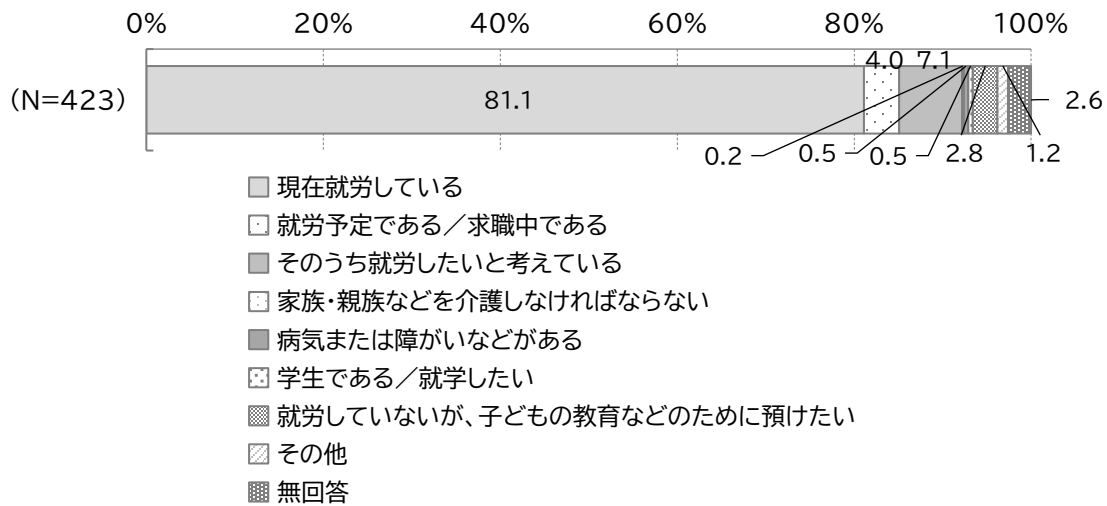 0% 20% 40% 60% 80% 100%
4.0 7.1
(N=423) 81.1 2.6
0.2 0.5 0.5 2.8 1.2
現在就労している
就労予定である／求職中である
そのうち就労したいと考えている
家族・親族などを介護しなければならない
病気または障がいなどがある
学生である／就学したい
就労していないが、子どもの教育などのために預けたい
その他
無回答